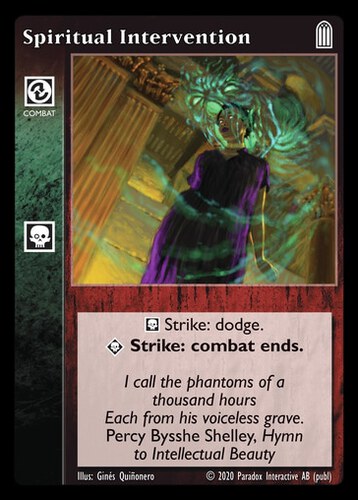 Spiritual Intervention
COMBAT
Strike: dodge.
Strike: combat ends.
I call the phantoms of a
thousand hours
Each from his voiceless grave.
Percy Bysshe Shelley, Hymn
to Intellectual Beauty
Illus: Ginés Quiñonero
© 2020 Paradox Interactive AB (publ)